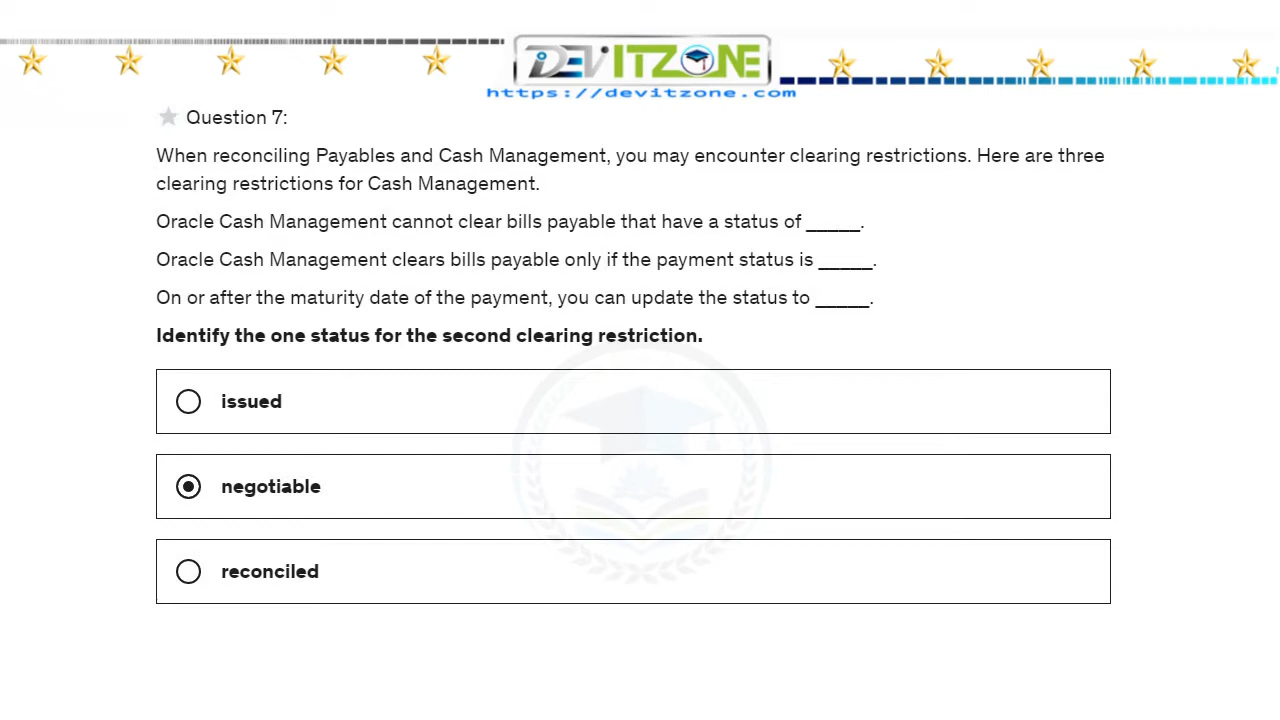 DEVITZONE
https://devitzone.com
Question 7:
When reconciling Payables and Cash Management, you may encounter clearing restrictions. Here are three
clearing restrictions for Cash Management.
Oracle Cash Management cannot clear bills payable that have a status of _____.
Oracle Cash Management clears bills payable only if the payment status is _____.
On or after the maturity date of the payment, you can update the status to _____.
Identify the one status for the second clearing restriction.
issued
negotiable
reconciled